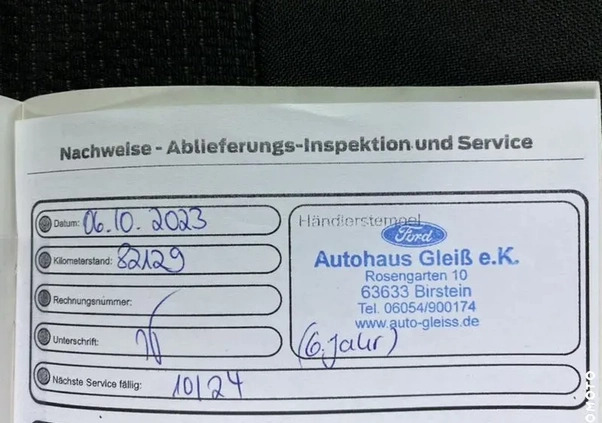 Nachweise - Ablieferungs-Inspektion und Service
Datum: 06.10.2023
Kilometerstand: 82129
Rechnungsnummer:
Unterschrift:
Händlerstempel
Ford
Autohaus Gleiß e.K.
Rosengarten 10
63633 Birstein
Tel. 06054/900174
www.auto-gleiss.de
(6. Jahr)
Nächste Service fällig: 10/24
OTOMOTO